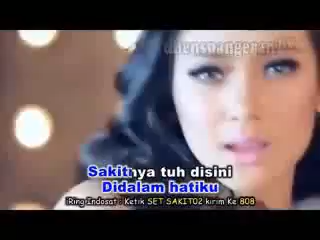 Sakitnya tuh disini
Didalam hatiku
Ring Indosat : Ketik SET SAKIT02 kirim Ke 808